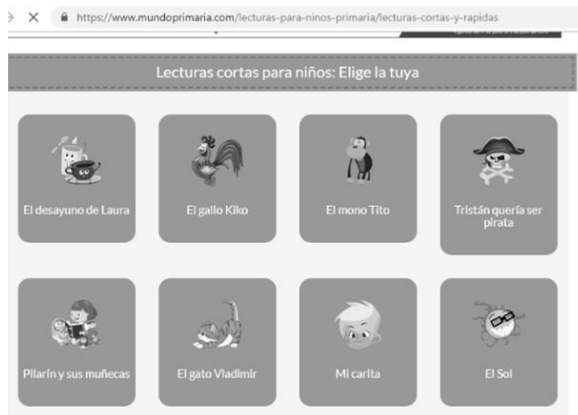 https://www.mundoprimaria.com/lecturas-para-ninos-primaria/lecturas-cortas-y-rapidas
Lecturas cortas para niños: Elige la tuya
El desayuno de Laura
El gallo Kiko
El mono Tito
Tristán quería ser
pirata
Pilarín y sus muñecas
El gato Vladimir
Mi carita
El Sol